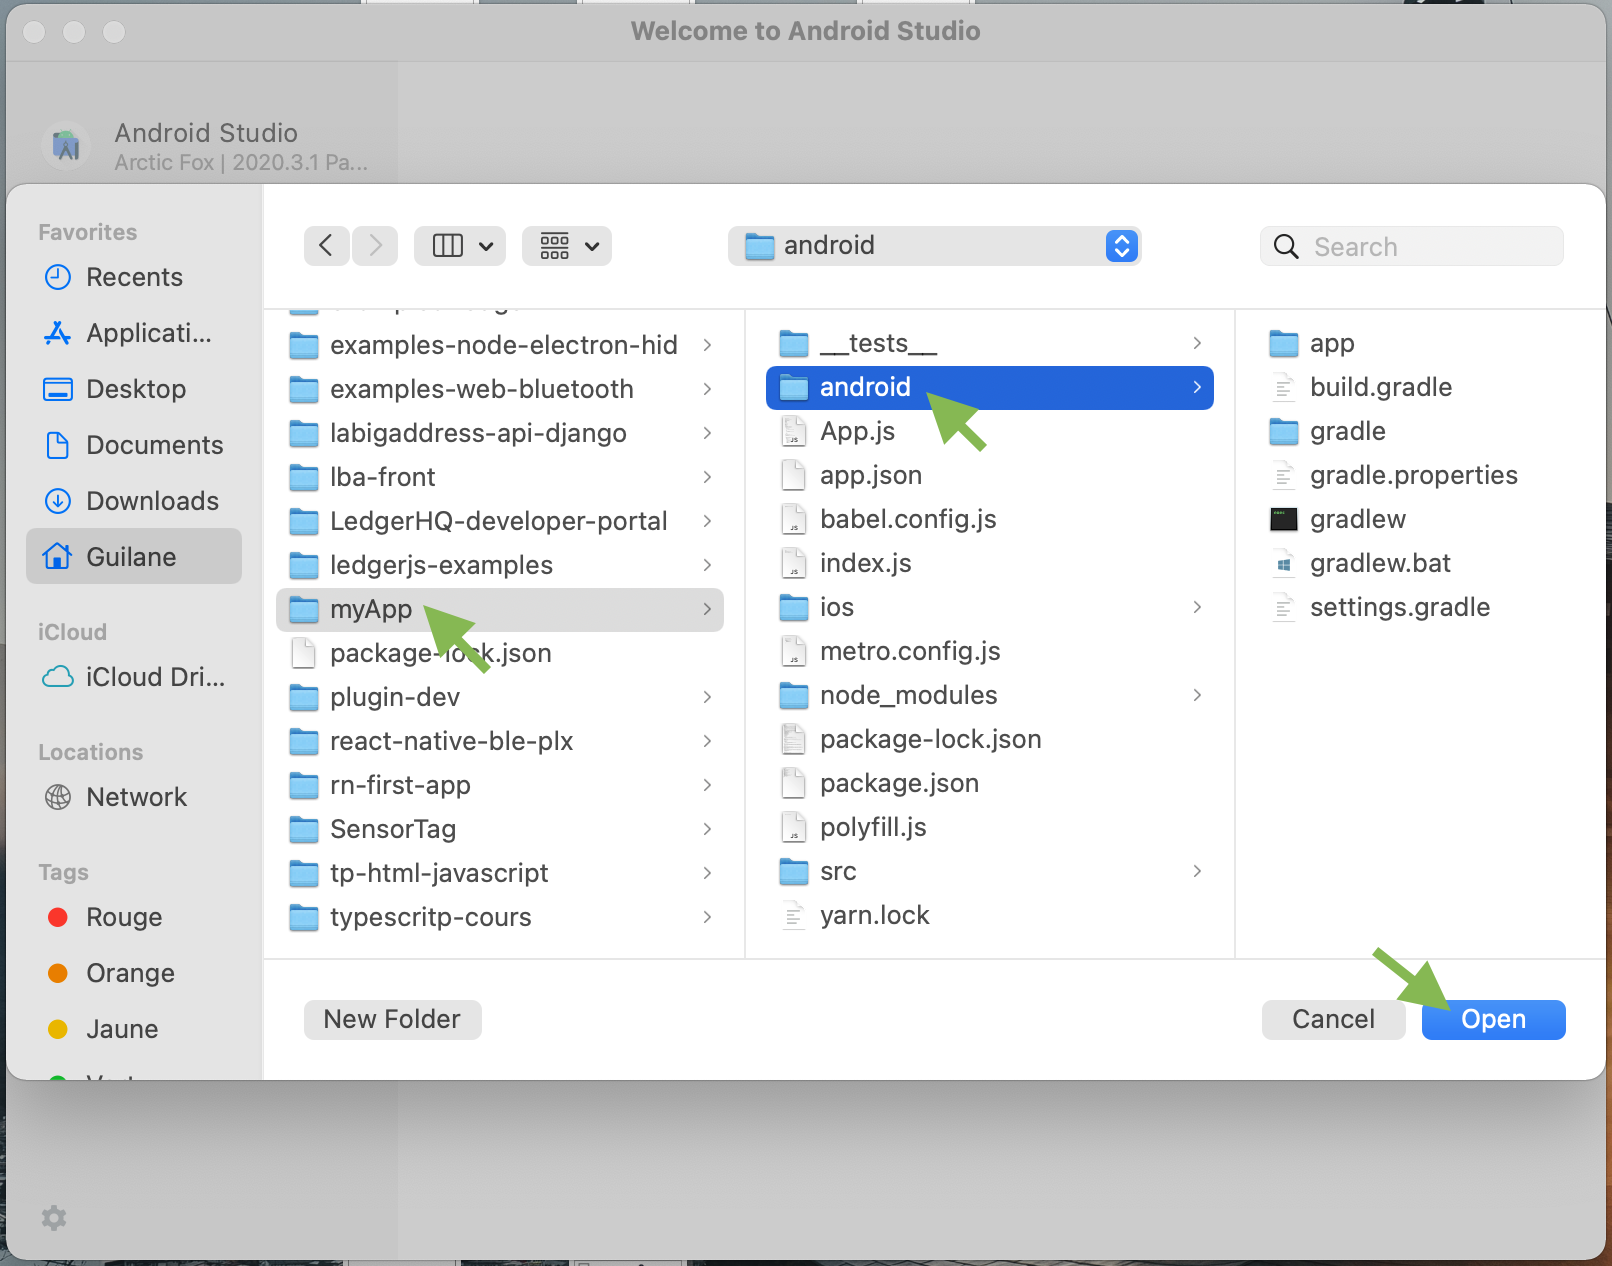 Welcome to Android Studio
Android Studio
Arctic Fox | 2020.3.1 Pa...
Favorites
Recents
Applicati...
Desktop
Documents
Downloads
Guilane
iCloud
iCloud Dri...
Locations
Network
Tags
Rouge
Orange
Jaune
android
Search
examples-node-electron-hid
examples-web-bluetooth
labigaddress-api-django
lba-front
LedgerHQ-developer-portal
ledgerjs-examples
myApp
package-lock.json
plugin-dev
react-native-ble-plx
rn-first-app
SensorTag
tp-html-javascript
typescritp-cours
__tests__
android
App.js
app.json
babel.config.js
index.js
ios
metro.config.js
node_modules
package-lock.json
package.json
polyfill.js
src
yarn.lock
app
build.gradle
gradle
gradle.properties
gradlew
gradlew.bat
settings.gradle
New Folder
Cancel
Open